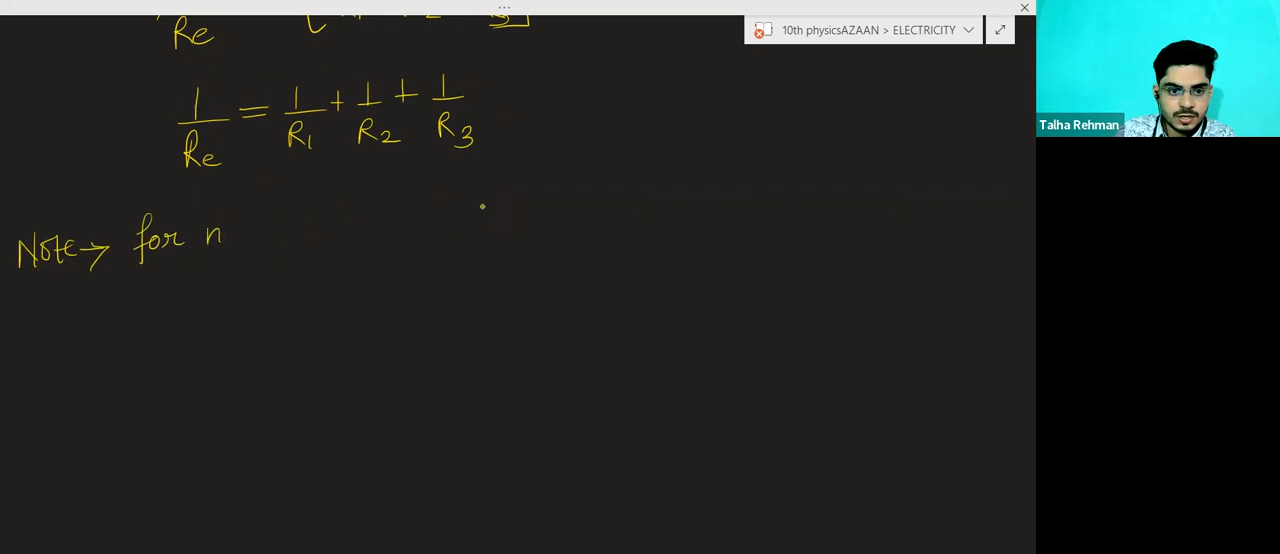 Re
10th physicsAZAAN > ELECTRICITY
1/Re = 1/R1 + 1/R2 + 1/R3
Talha Rehman
Note → for n